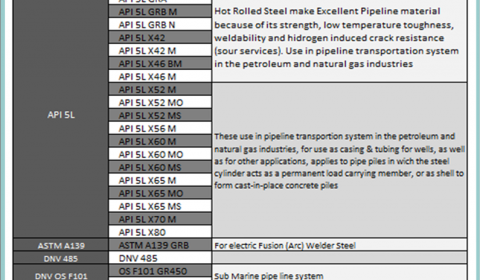 API 5L GRB M
API 5L GRB N
API 5L X42
API 5L X42 M
API 5L X46 BM
API 5L X46 M
Hot Rolled Steel make Excellent Pipeline material
because of its strength, low temperature toughness,
weldability and hidrogen induced crack resistance
(sour services). Use in pipeline transportation system
in the petroleum and natural gas industries
API 5L
API 5L X52 M
API 5L X52 MO
API 5L X52 MS
API 5L X56 M
API 5L X60 M
API 5L X60 MO
API 5L X60 MS
API 5L X65 M
API 5L X65 MO
API 5L X65 MS
API 5L X70 M
API 5L X80
These use in pipeline transportion system in the petroleum and
natural gas industries, for use as casing & tubing for wells, as well
as for other applications, applies to pipe piles in wich the steel
cylinder acts as a permanent load carrying member, or as shell to
form cast-in-place concrete piles
ASTM A139
ASTM A139 GRB
For electric Fusion (Arc) Welder Steel
DNV 485
DNV 485
DNV OS F101
OS F101 GR450
Sub Marine pipe line system